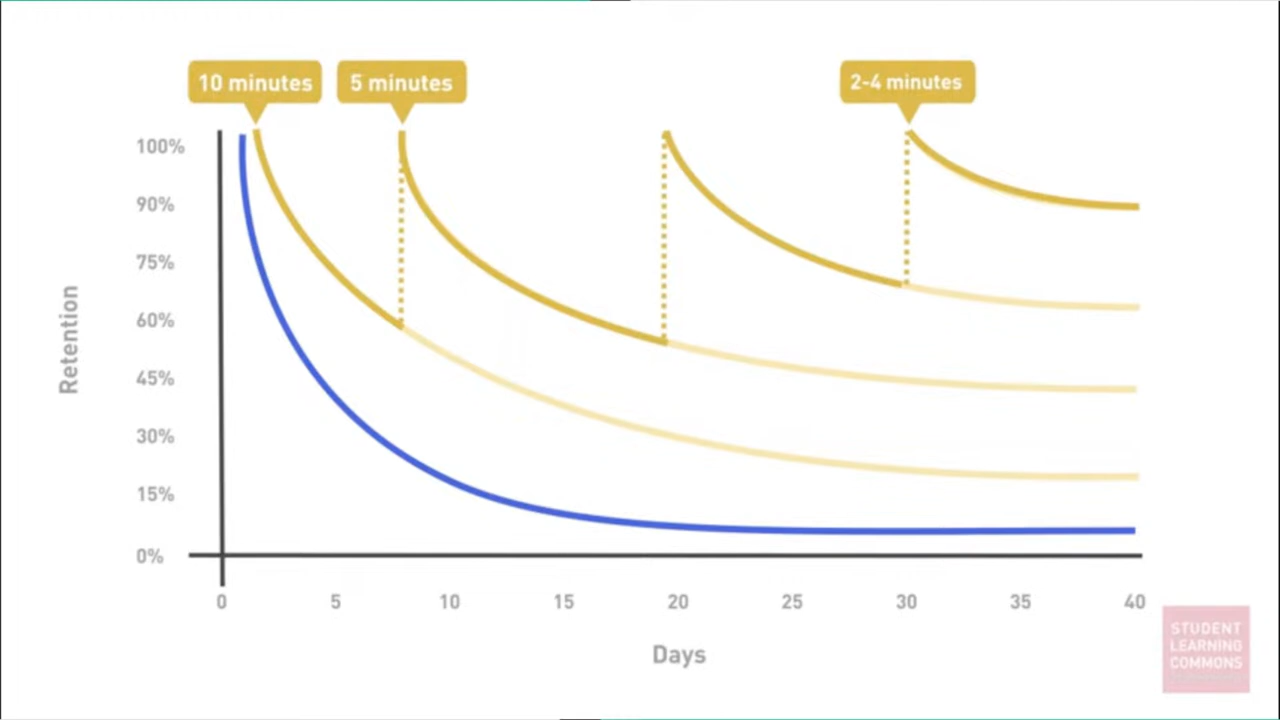 10 minutes
5 minutes
2-4 minutes
100%
90%
75%
60%
45%
30%
15%
0%
Retention
0 5 10 15 20 25 30 35 40
Days
STUDENT
LEARNING
COMMONS